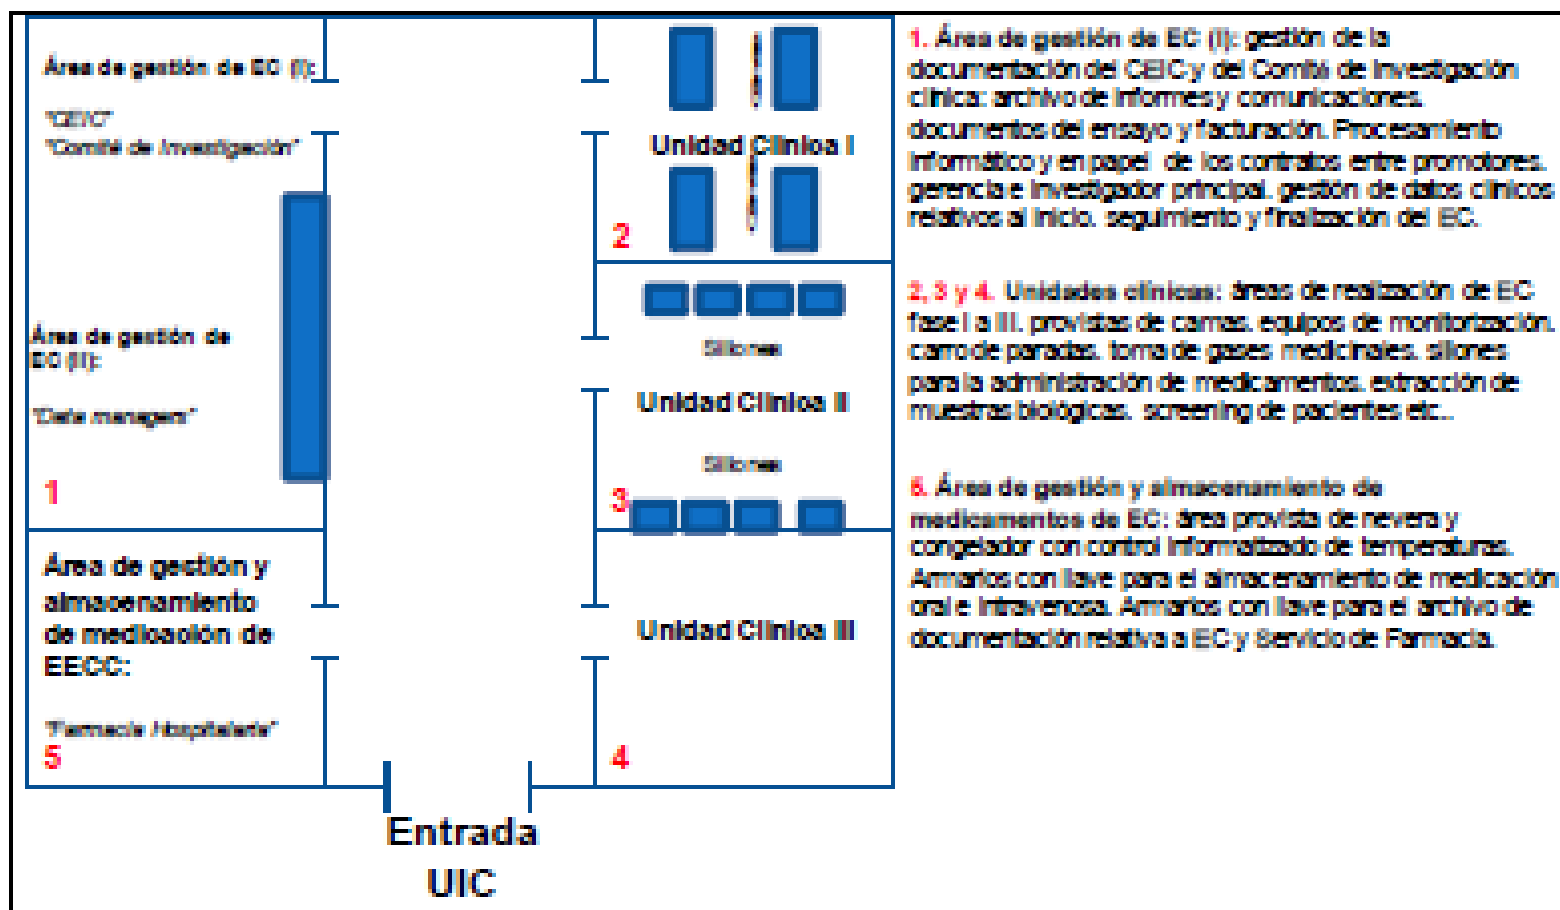 Área de gestión de EC (I):
"CEIC"
"Comité de Investigación"
Área de gestión de
EC (II):
"Data managers"
1
Área de gestión y
almacenamiento
de medicación de
EECC:
"Farmacia Hospitalaria"
5
Unidad Clínica I
2
Sillones
Unidad Clínica II
Sillones
3
Unidad Clínica III
4
Entrada
UIC
1. Área de gestión de EC (I): gestión de la
documentación del CEIC y del Comité de Investigación
clínica: archivo de informes y comunicaciones,
documentos del ensayo y facturación. Procesamiento
informático y en papel de los contratos entre promotores,
gerencia e investigador principal, gestión de datos clínicos
relativos al inicio, seguimiento y finalización del EC.
2, 3 y 4. Unidades clínicas: áreas de realización de EC
fase I a III, provistas de camas, equipos de monitorización,
carro de paradas, toma de gases medicinales, sillones
para la administración de medicamentos, extracción de
muestras biológicas, screening de pacientes etc..
5. Área de gestión y almacenamiento de
medicamentos de EC: área provista de nevera y
congelador con control informatizado de temperaturas.
Armarios con llave para el almacenamiento de medicación
oral e intravenosa. Armarios con llave para el archivo de
documentación relativa a EC y Servicio de Farmacia.